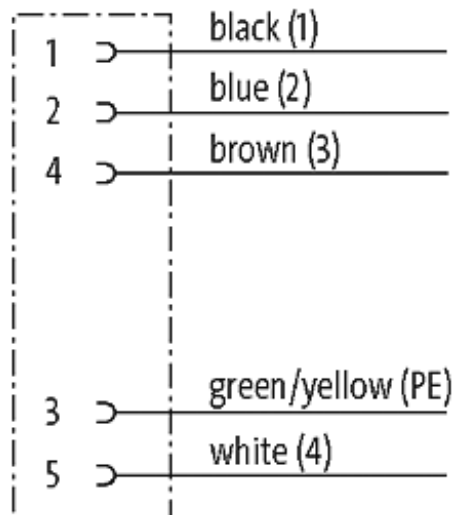 1 black (1)
2 blue (2)
4 brown (3)
3 green/yellow (PE)
5 white (4)